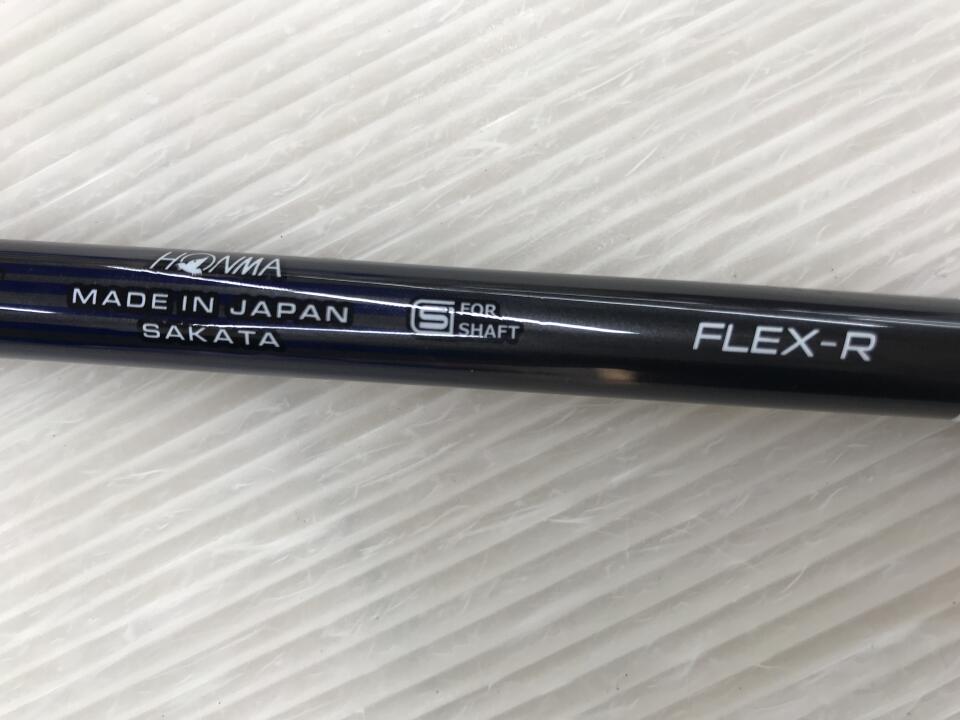 HONMA
MADE IN JAPAN
SAKATA
S FOR
SHAFT
FLEX-R